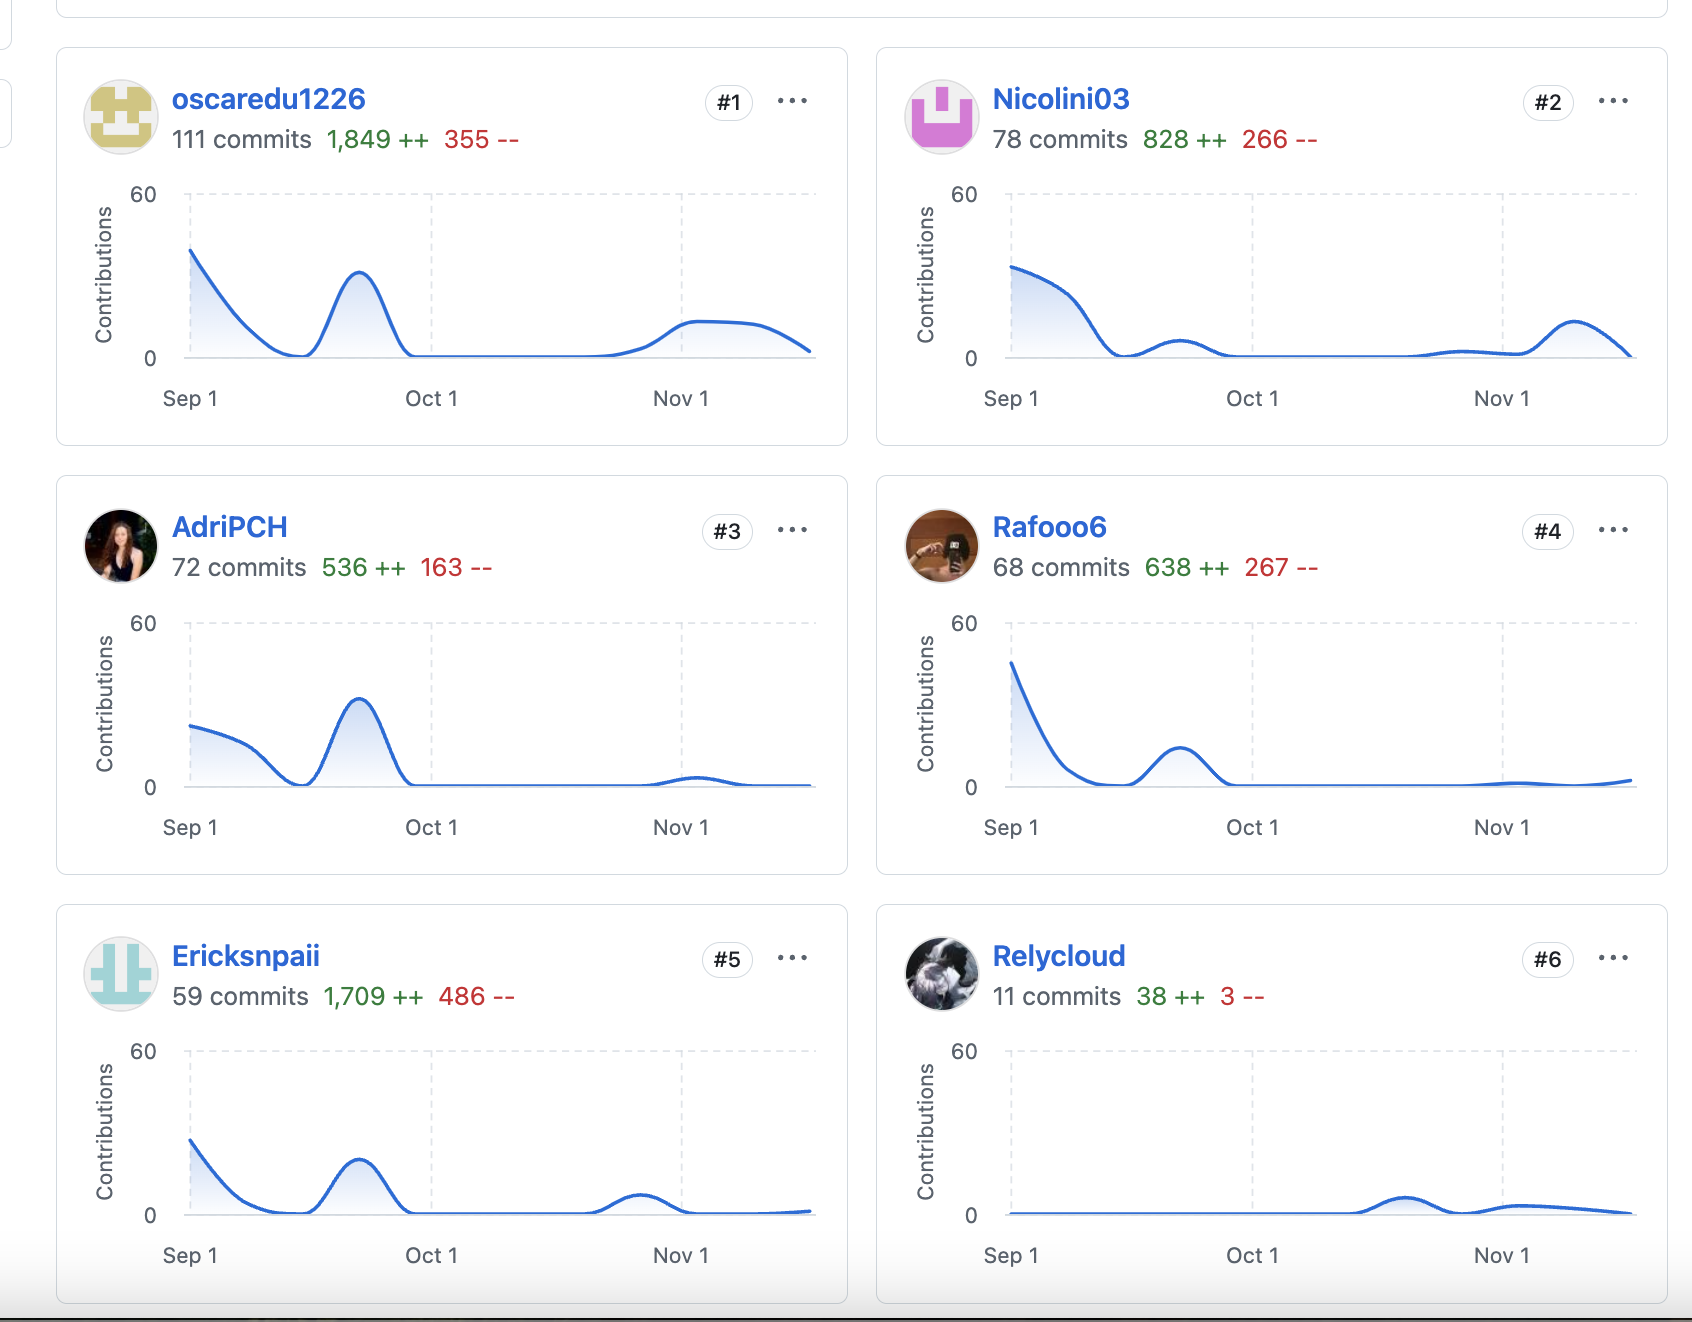 oscaredu1226
#1
111 commits 1,849 ++ 355 --
60
Contributions
0
Sep 1 Oct 1 Nov 1
Nicolini03
#2
78 commits 828 ++ 266 --
60
Contributions
0
Sep 1 Oct 1 Nov 1
AdriPCH
#3
72 commits 536 ++ 163 --
60
Contributions
0
Sep 1 Oct 1 Nov 1
Rafooo6
#4
68 commits 638 ++ 267 --
60
Contributions
0
Sep 1 Oct 1 Nov 1
Ericksnpaii
#5
59 commits 1,709 ++ 486 --
60
Contributions
0
Sep 1 Oct 1 Nov 1
Relycloud
#6
11 commits 38 ++ 3 --
60
Contributions
0
Sep 1 Oct 1 Nov 1